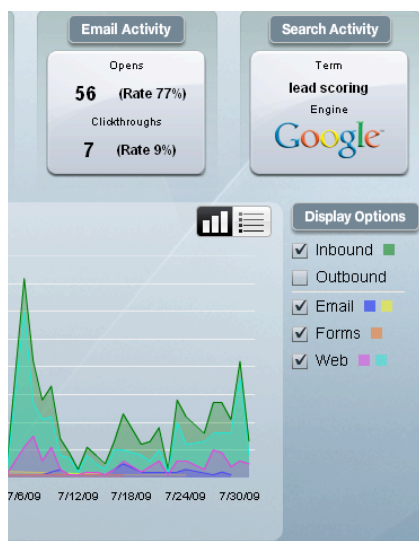 Email Activity
Opens
56 (Rate 77%)
Clickthroughs
7 (Rate 9%)
Search Activity
Term
lead scoring
Engine
Google
Display Options
Inbound
Outbound
Email
Forms
Web
7/6/09 7/12/09 7/18/09 7/24/09 7/30/09